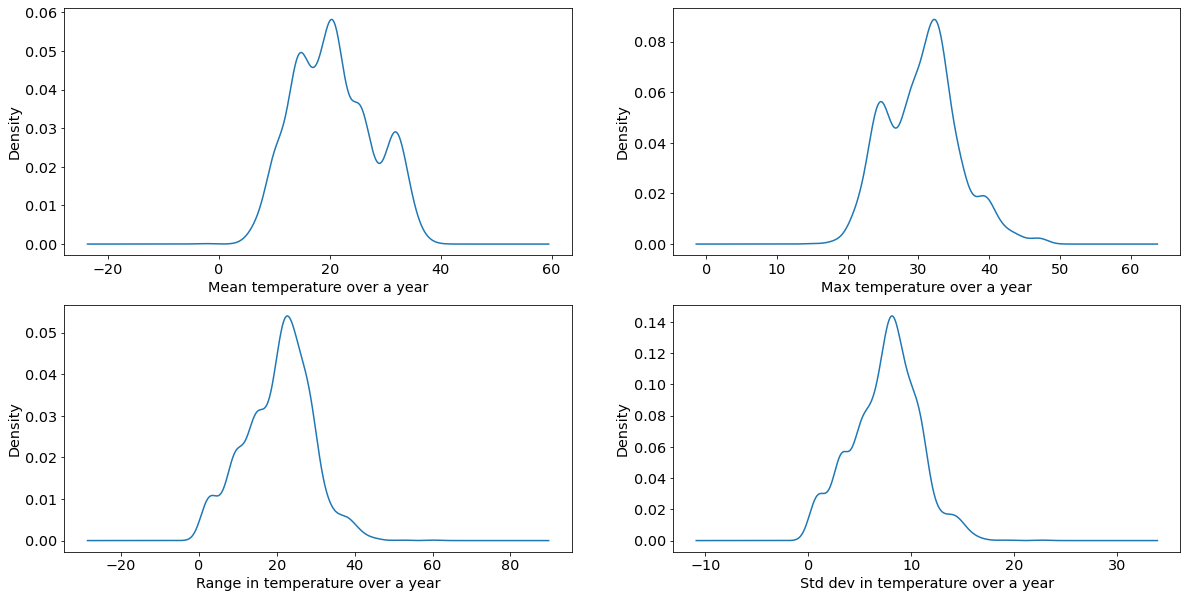 0.06
0.05
0.04
0.03
0.02
0.01
0.00
Density
−20 0 20 40 60
Mean temperature over a year
0.08
0.06
0.04
0.02
0.00
Density
0 10 20 30 40 50 60
Max temperature over a year
0.05
0.04
0.03
0.02
0.01
0.00
Density
−20 0 20 40 60 80
Range in temperature over a year
0.14
0.12
0.10
0.08
0.06
0.04
0.02
0.00
Density
−10 0 10 20 30
Std dev in temperature over a year